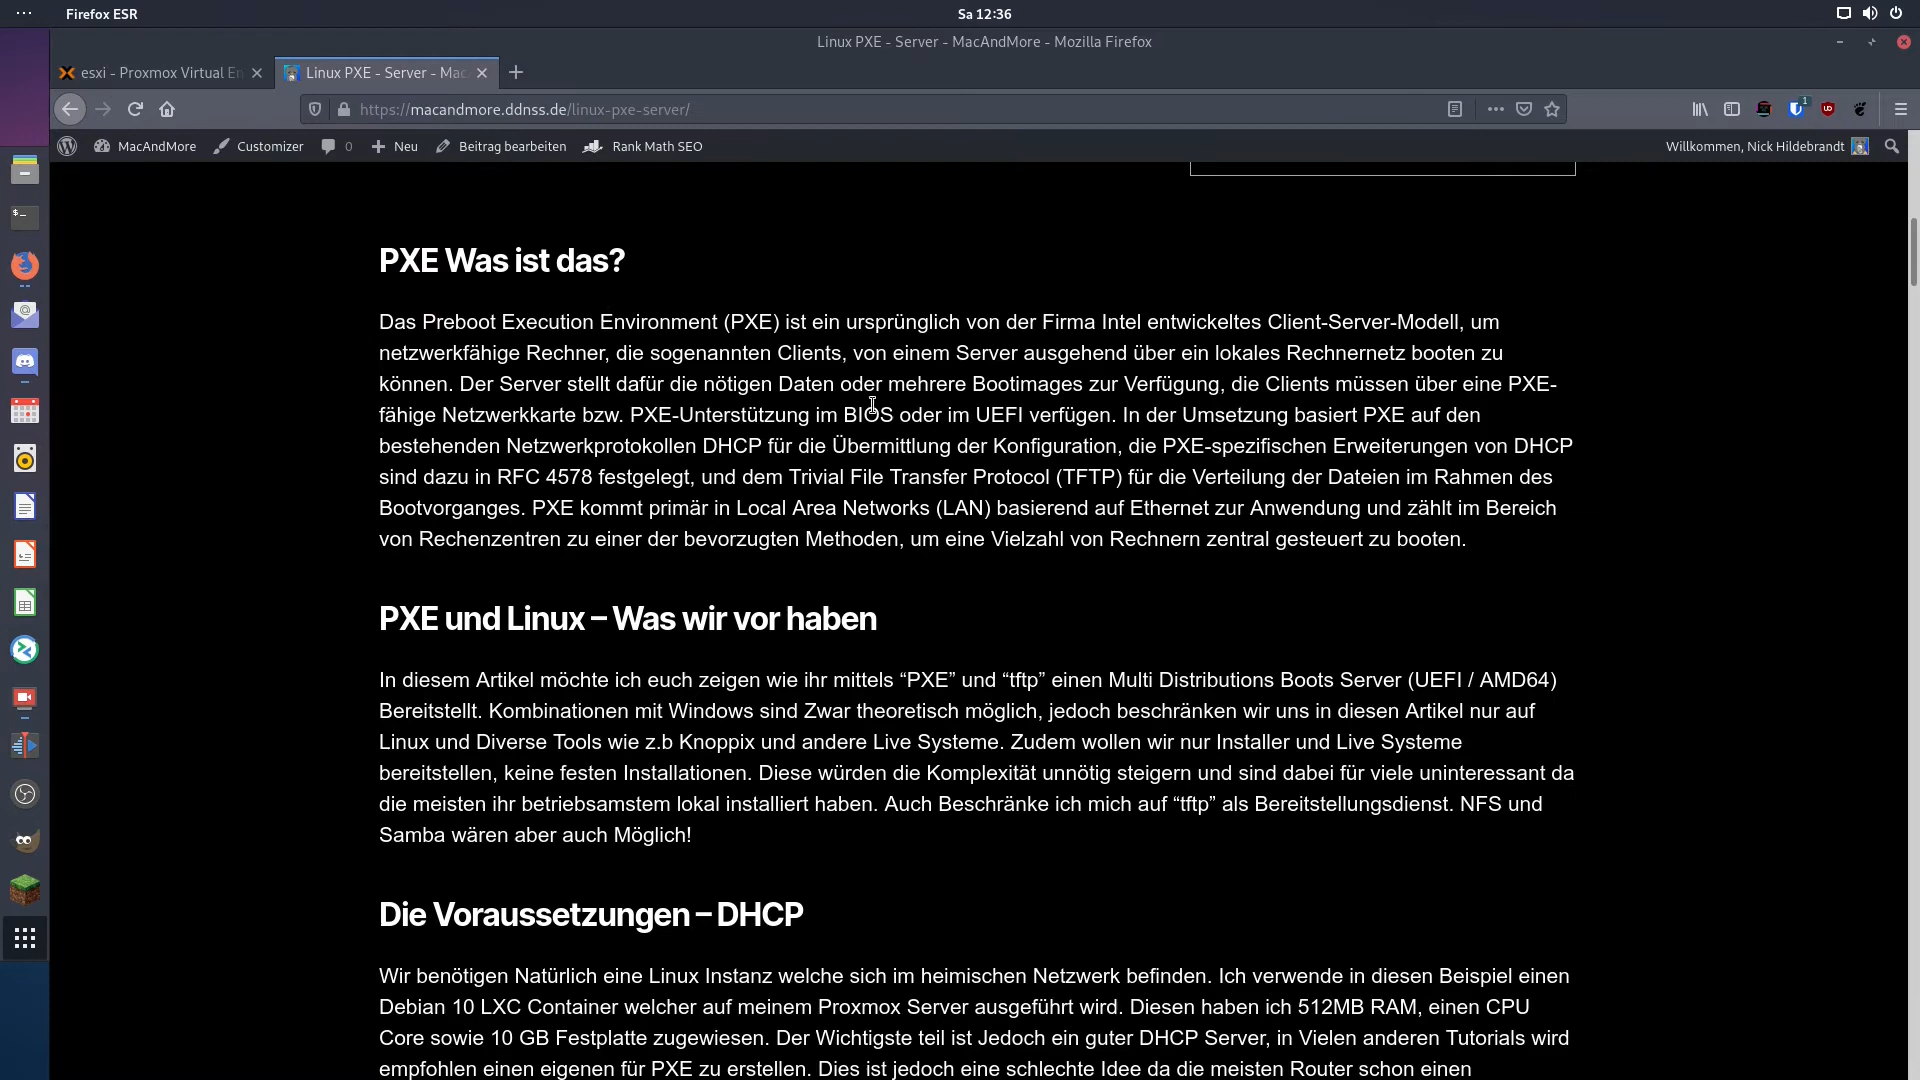 Firefox ESR
Sa 12:36
Linux PXE - Server - MacAndMore - Mozilla Firefox
esxi - Proxmox Virtual En
Linux PXE - Server - Mac
https://macandmore.ddnss.de/linux-pxe-server/
1
MacAndMore
Customizer
0
Neu
Beitrag bearbeiten
Rank Math SEO
Willkommen, Nick Hildebrandt
PXE Was ist das?
Das Preboot Execution Environment (PXE) ist ein ursprünglich von der Firma Intel entwickeltes Client-Server-Modell, um
netzwerkfähige Rechner, die sogenannten Clients, von einem Server ausgehend über ein lokales Rechnernetz booten zu
können. Der Server stellt dafür die nötigen Daten oder mehrere Bootimages zur Verfügung, die Clients müssen über eine PXE-
fähige Netzwerkkarte bzw. PXE-Unterstützung im BIOS oder im UEFI verfügen. In der Umsetzung basiert PXE auf den
bestehenden Netzwerkprotokollen DHCP für die Übermittlung der Konfiguration, die PXE-spezifischen Erweiterungen von DHCP
sind dazu in RFC 4578 festgelegt, und dem Trivial File Transfer Protocol (TFTP) für die Verteilung der Dateien im Rahmen des
Bootvorganges. PXE kommt primär in Local Area Networks (LAN) basierend auf Ethernet zur Anwendung und zählt im Bereich
von Rechenzentren zu einer der bevorzugten Methoden, um eine Vielzahl von Rechnern zentral gesteuert zu booten.
PXE und Linux – Was wir vor haben
In diesem Artikel möchte ich euch zeigen wie ihr mittels “PXE” und “tftp” einen Multi Distributions Boots Server (UEFI / AMD64)
Bereitstellt. Kombinationen mit Windows sind Zwar theoretisch möglich, jedoch beschränken wir uns in diesen Artikel nur auf
Linux und Diverse Tools wie z.b Knoppix und andere Live Systeme. Zudem wollen wir nur Installer und Live Systeme
bereitstellen, keine festen Installationen. Diese würden die Komplexität unnötig steigern und sind dabei für viele uninteressant da
die meisten ihr betriebsamstem lokal installiert haben. Auch Beschränke ich mich auf “tftp” als Bereitstellungsdienst. NFS und
Samba wären aber auch Möglich!
Die Voraussetzungen – DHCP
Wir benötigen Natürlich eine Linux Instanz welche sich im heimischen Netzwerk befinden. Ich verwende in diesen Beispiel einen
Debian 10 LXC Container welcher auf meinem Proxmox Server ausgeführt wird. Diesen haben ich 512MB RAM, einen CPU
Core sowie 10 GB Festplatte zugewiesen. Der Wichtigste teil ist Jedoch ein guter DHCP Server, in Vielen anderen Tutorials wird
empfohlen einen eigenen für PXE zu erstellen. Dies ist jedoch eine schlechte Idee da die meisten Router schon einen